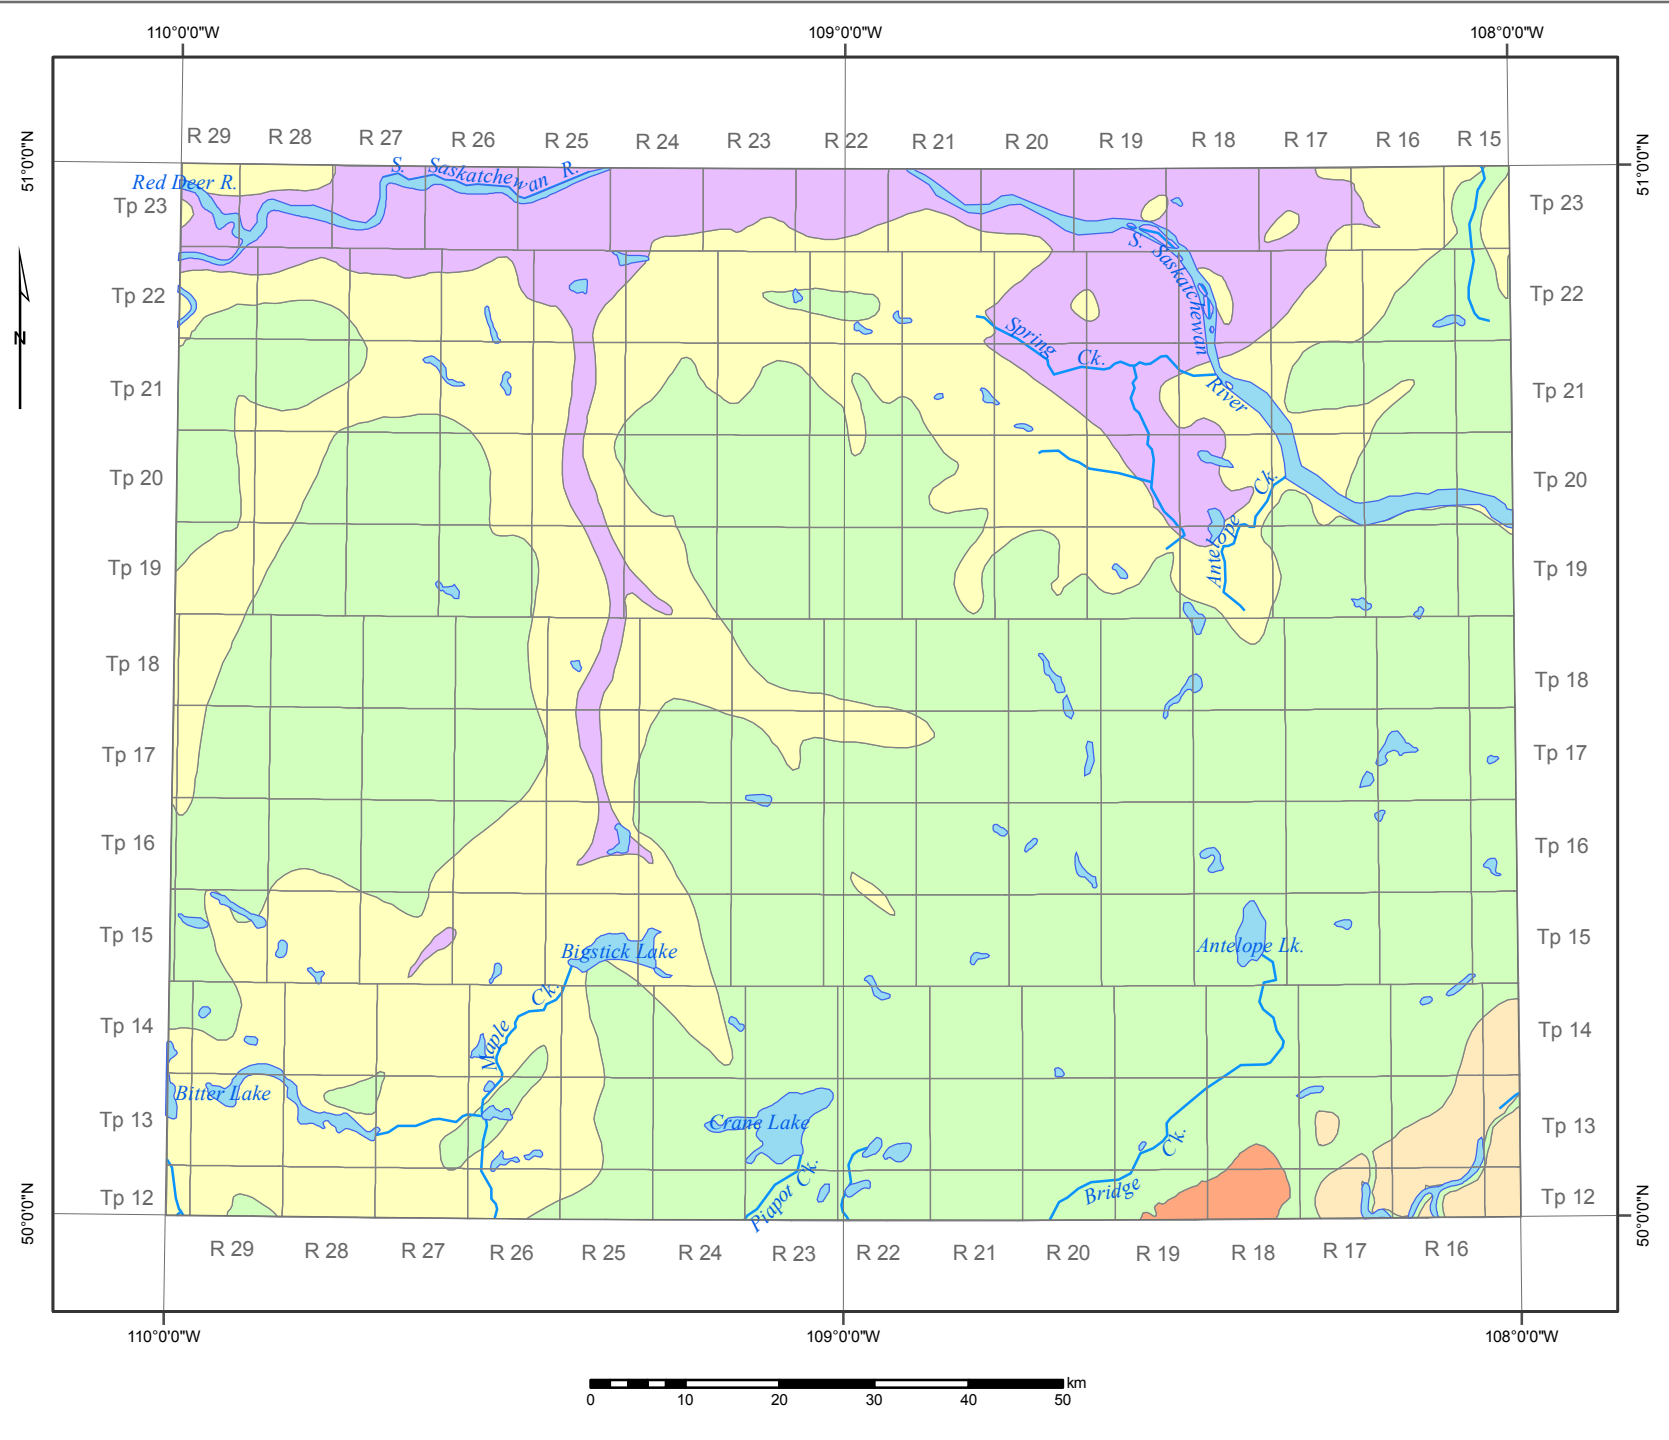 110°0'0"W 109°0'0"W 108°0'0"W
51°0'0"N 51°0'0"N
R 29 R 28 R 27 R 26 R 25 R 24 R 23 R 22 R 21 R 20 R 19 R 18 R 17 R 16 R 15
S. Saskatchewan R.
Red Deer R.
Tp 23 Tp 23
S. Saskatchewan River
Tp 22 Tp 22
Spring Ck.
N
Tp 21 Tp 21
Tp 20 Tp 20
Antelope Ck.
Tp 19 Tp 19
Tp 18 Tp 18
Tp 17 Tp 17
Tp 16 Tp 16
Tp 15 Tp 15
Bigstick Lake
Antelope Lk.
Maple Ck.
Tp 14 Tp 14
Bitter Lake
Tp 13 Tp 13
Crane Lake
Piapot Ck.
Bridge Ck.
Tp 12 Tp 12
50°0'0"N 50°0'0"N
R 29 R 28 R 27 R 26 R 25 R 24 R 23 R 22 R 21 R 20 R 19 R 18 R 17 R 16
110°0'0"W 109°0'0"W 108°0'0"W
km
0 10 20 30 40 50